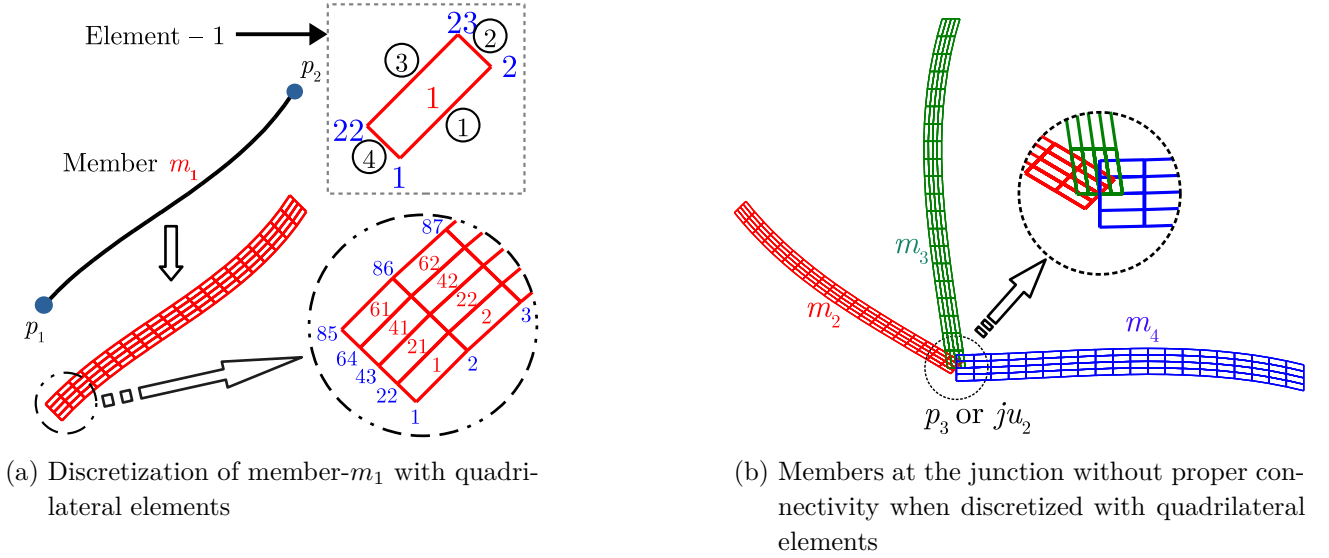 Element – 1
p2
Member m1
p1
23
2
3
2
1
1
22
4
1
87
86
62
42
22
61
2
3
85
41
21
64
1
2
43
22
1
m3
m2
m4
p3 or ju2
(a) Discretization of member-m1 with quadri-
lateral elements
(b) Members at the junction without proper con-
nectivity when discretized with quadrilateral
elements